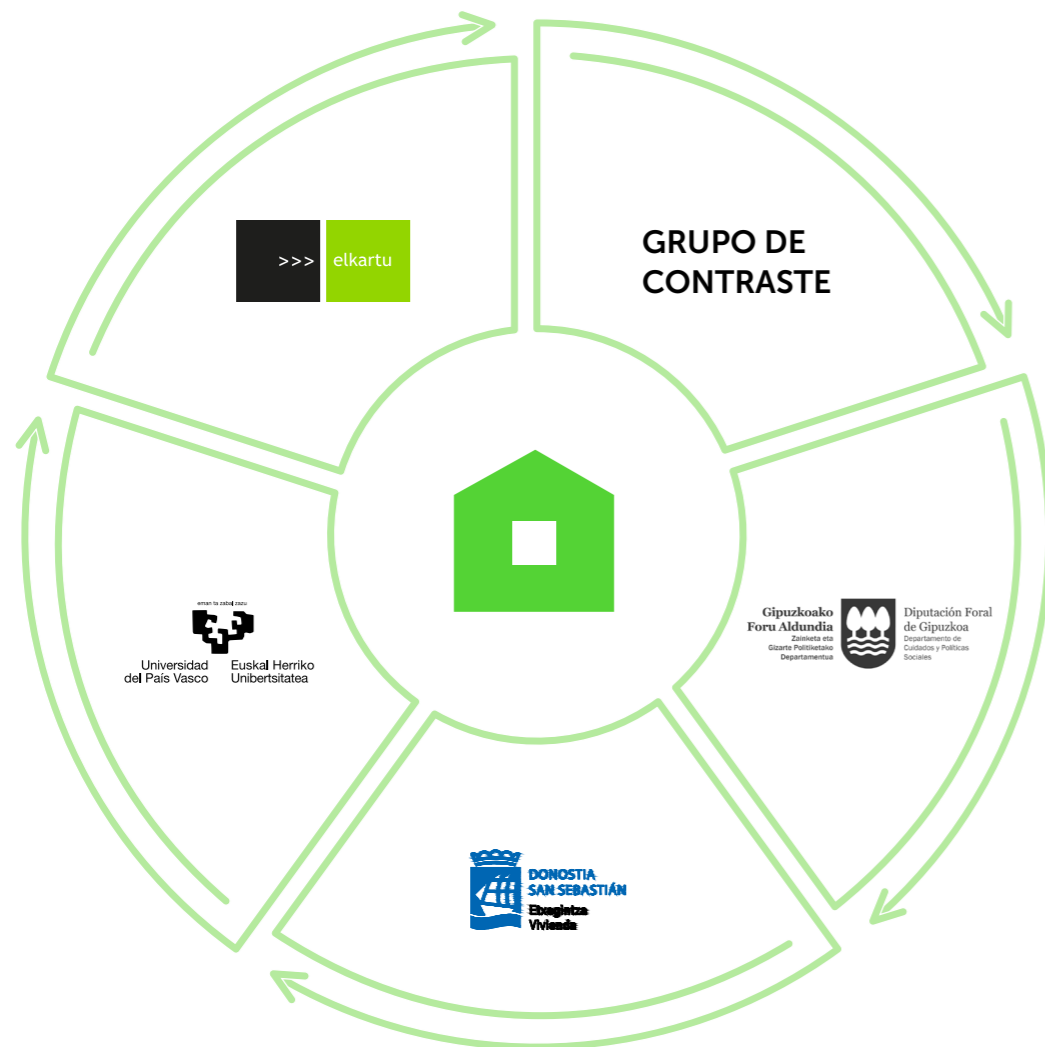 >>> elkartu
GRUPO DE
CONTRASTE
eman ta zabal zazu
Universidad
del País Vasco
Euskal Herriko
Unibertsitatea
Gipuzkoako
Foru Aldundia
Zainketa eta
Gizarte Politiketako
Departamentua
Diputación Foral
de Gipuzkoa
Departamento de
Cuidados y Políticas
Sociales
DONOSTIA
SAN SEBASTIÁN
Etxegintza
Vivienda